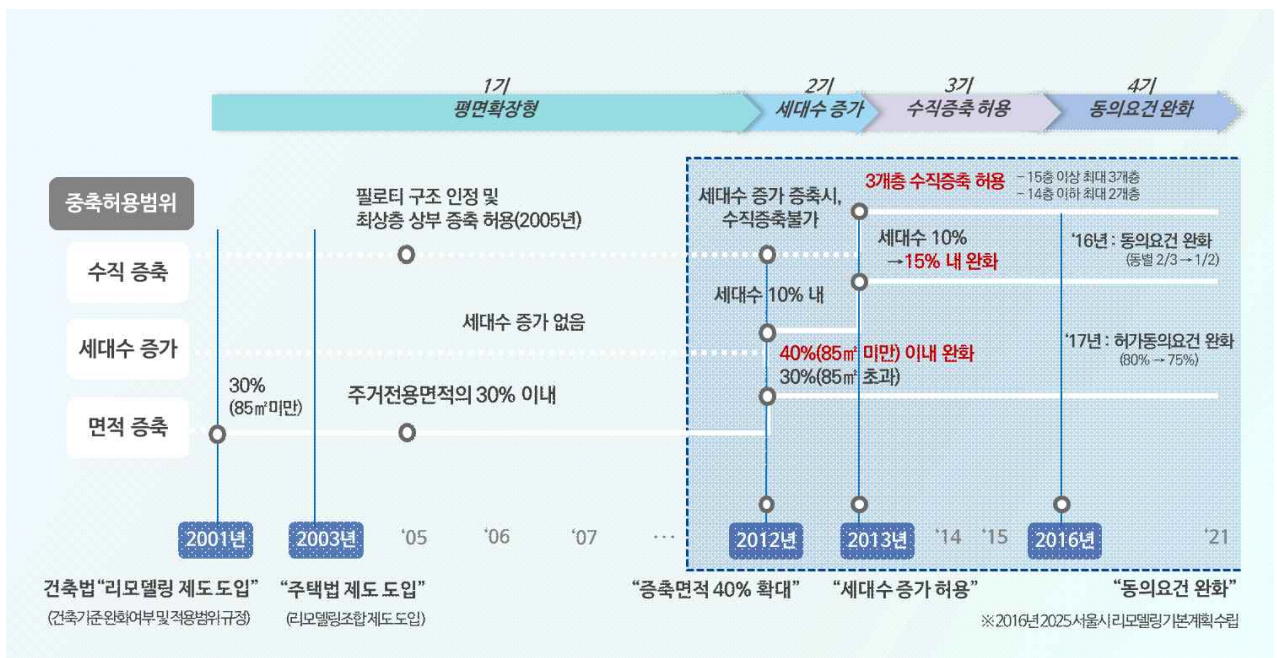 1기
평면확장형
2기
세대수 증가
3기
수직증축 허용
4기
동의요건 완화
증축허용범위
수직 증축
세대수 증가
면적 증축
필로티 구조 인정 및
최상층 상부 증축 허용(2005년)
세대수 증가 없음
30%
(85㎡미만)
주거전용면적의 30% 이내
세대수 증가 증축시,
수직증축불가
세대수 10% 내
40%(85㎡ 미만) 이내 완화
30%(85㎡ 초과)
3개층 수직증축 허용
- 15층 이상 최대 3개층
- 14층 이하 최대 2개층
세대수 10%
→15% 내 완화
‘16년 : 동의요건 완화
(동별 2/3 → 1/2)
‘17년 : 허가동의요건 완화
(80% → 75%)
2001년
2003년
‘05
‘06
‘07
...
2012년
2013년
‘14
‘15
2016년
‘21
건축법“리모델링 제도 도입”
(건축기준완화여부 및 적용범위 규정)
“주택법 제도 도입”
(리모델링조합 제도 도입)
“증축면적 40% 확대”
“세대수 증가 허용”
“동의요건 완화”
※ 2016년 2025 서울시 리모델링기본계획수립